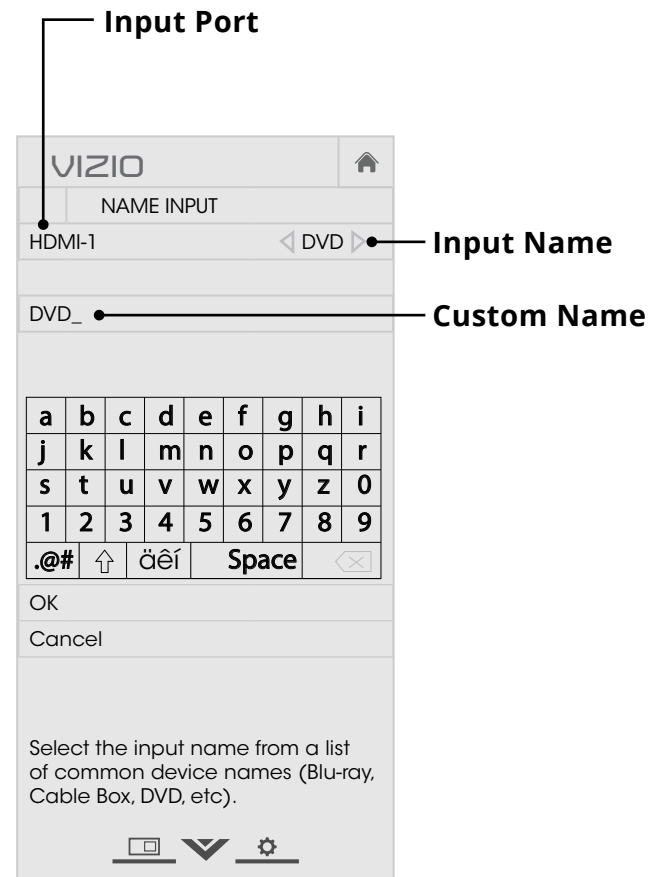 Input Port
VIZIO
NAME INPUT
HDMI-1 DVD Input Name
DVD_ Custom Name
a b c d e f g h i
j k l m n o p q r
s t u v w x y z 0
1 2 3 4 5 6 7 8 9
.@# äêí Space
OK
Cancel
Select the input name from a list
of common device names (Blu-ray,
Cable Box, DVD, etc).